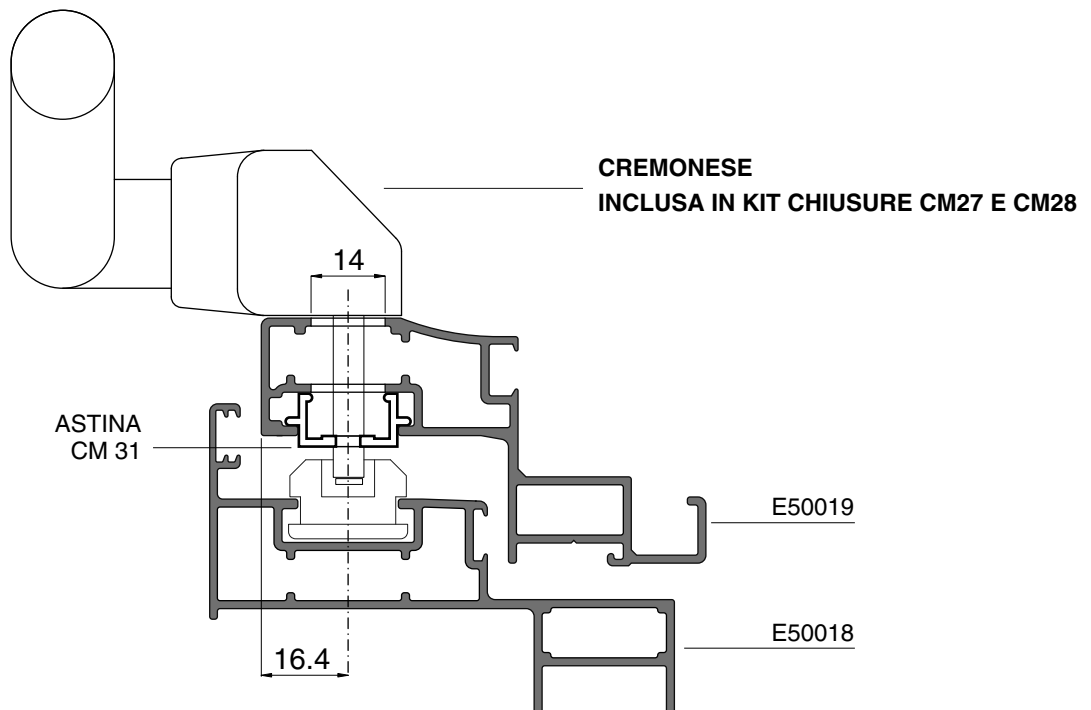 CREMONESE
INCLUSA IN KIT CHIUSURE CM27 E CM28
14
ASTINA
CM 31
E50019
E50018
16.4